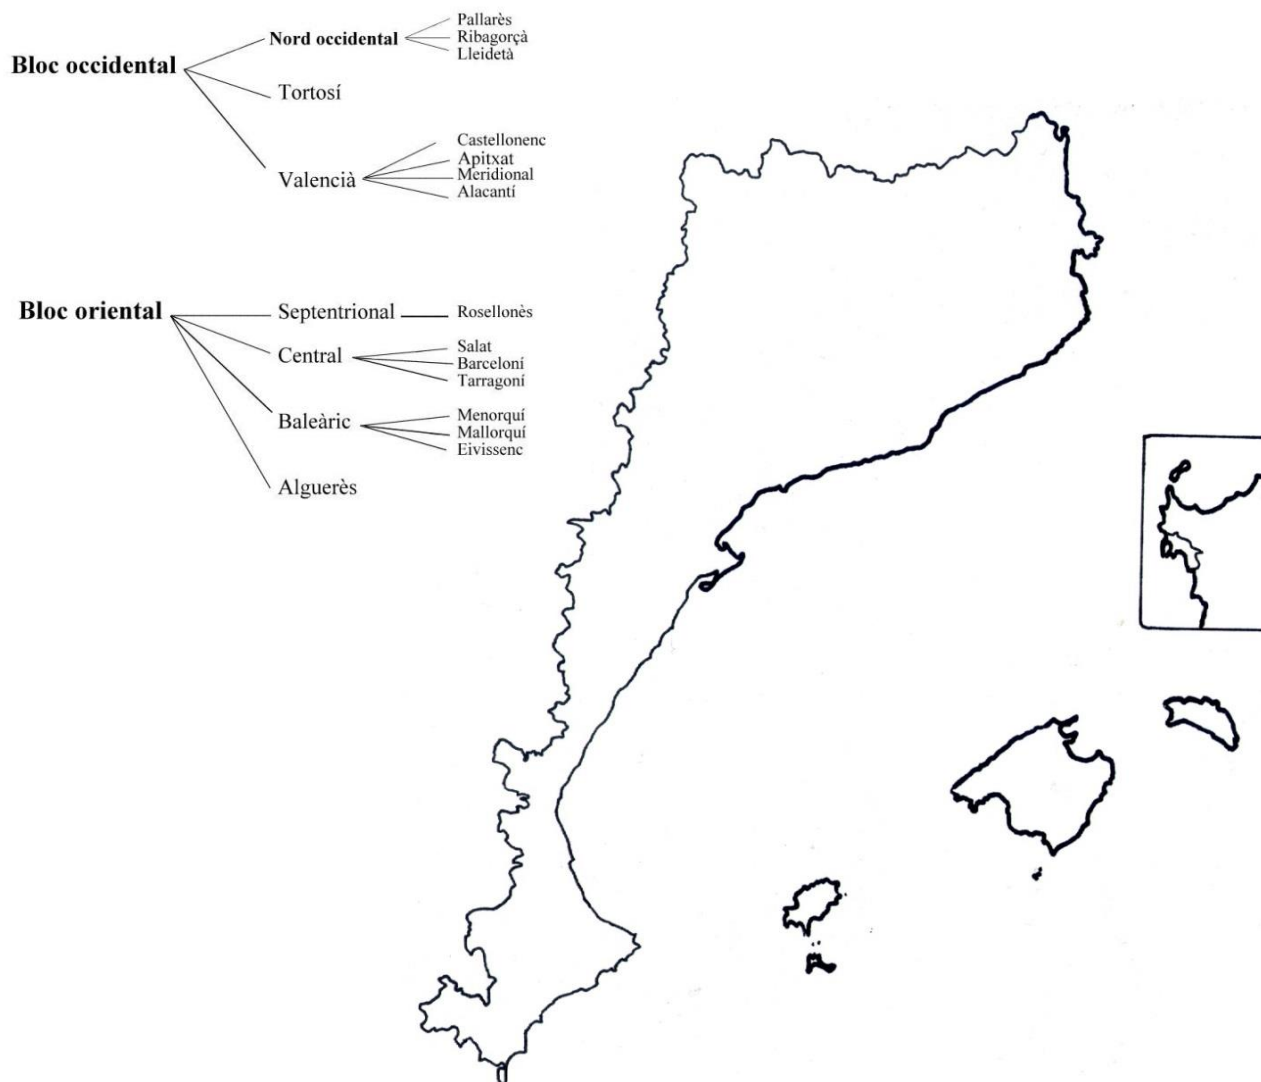 Bloc occidental
Nord occidental
Pallarès
Ribagorçà
Lleidetà
Tortosí
Valencià
Castellonenc
Apitxat
Meridional
Alacantí
Bloc oriental
Septentrional
Rosellonès
Central
Salat
Barceloní
Tarragoní
Baleàric
Menorquí
Mallorquí
Eivissenc
Alguerès